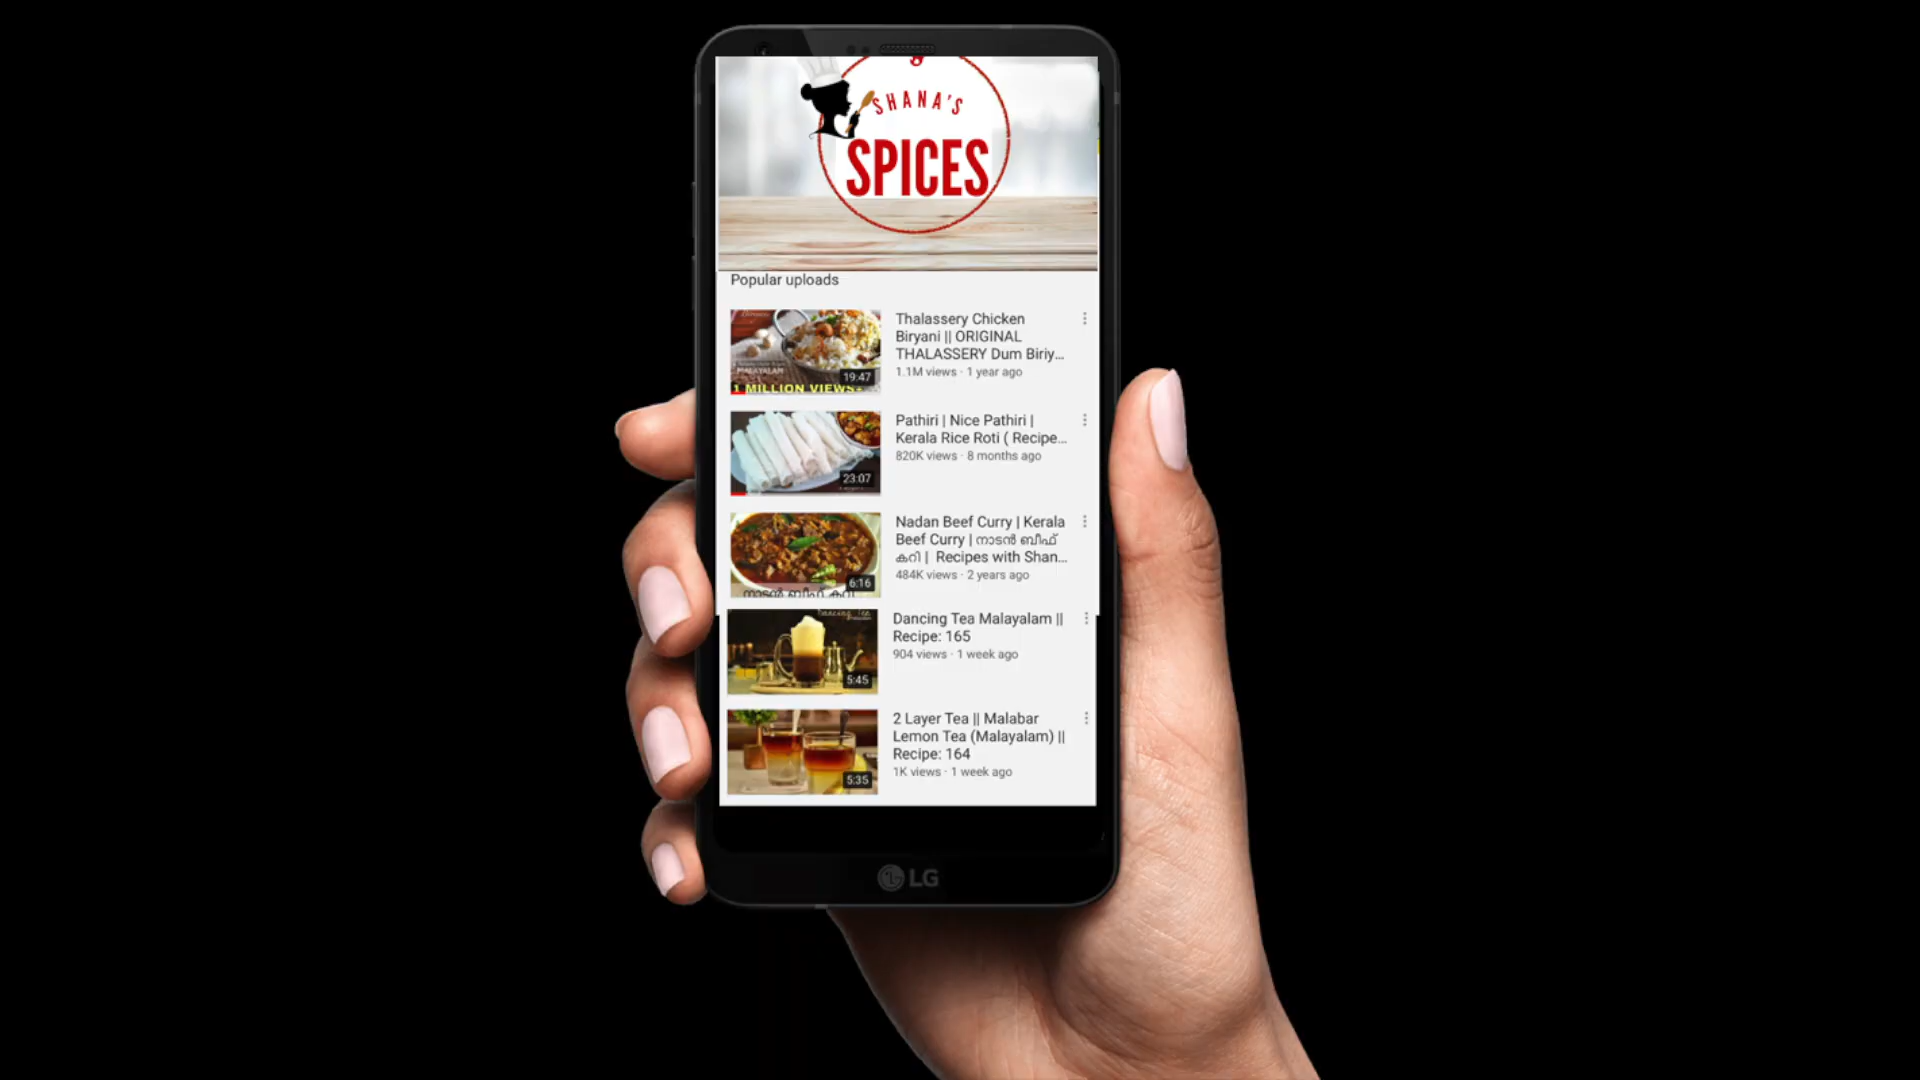 SHANA'S
SPICES
Popular uploads
Thalassery Chicken
Biryani || ORIGINAL
THALASSERY Dum Biriy...
1.1M views · 1 year ago
MALAYALAM
19:47
1 MILLION VIEWS+
Pathiri | Nice Pathiri |
Kerala Rice Roti ( Recipe...
820K views · 8 months ago
23:07
Nadan Beef Curry | Kerala
Beef Curry | നാടൻ ബീഫ്
കറി | Recipes with Shan...
484K views · 2 years ago
6:16
നാടൻ ബീഫ് കറി
Dancing Tea Malayalam ||
Recipe: 165
904 views · 1 week ago
Dancing Tea
5:45
2 Layer Tea || Malabar
Lemon Tea (Malayalam) ||
Recipe: 164
1K views · 1 week ago
5:35
LG